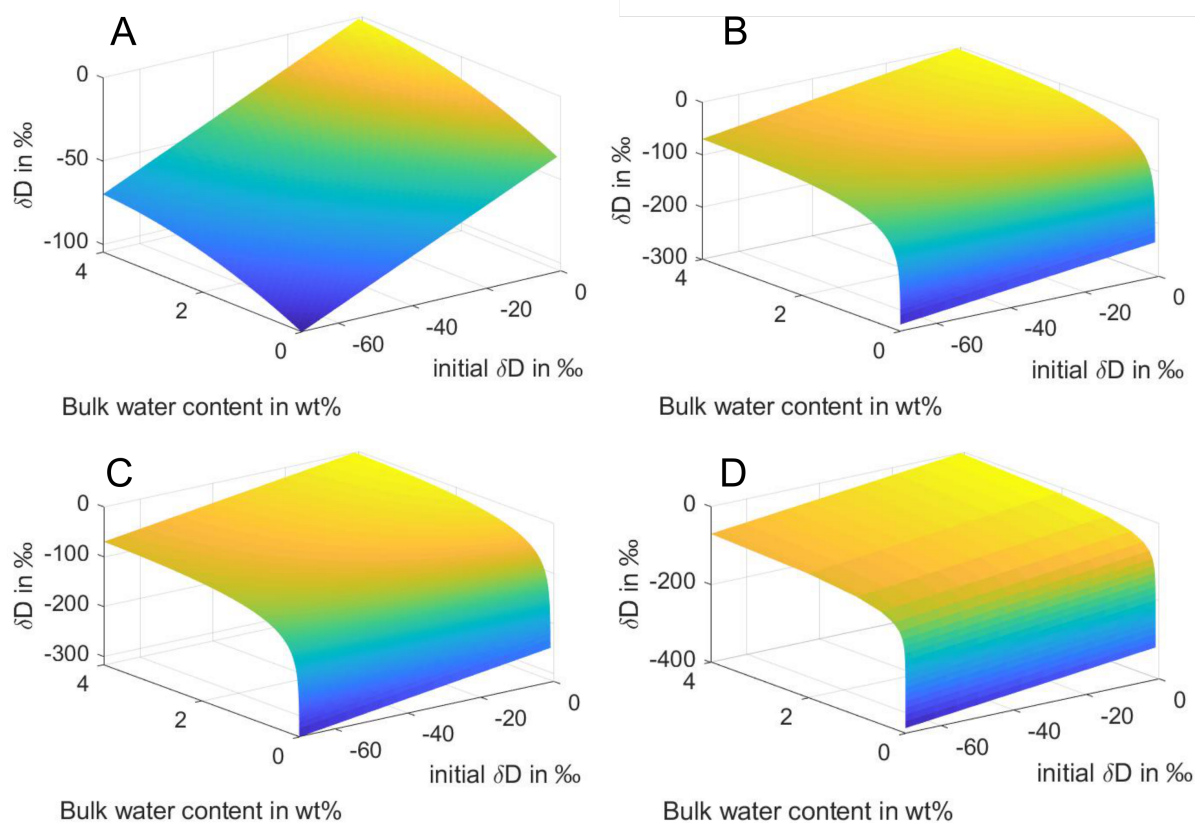 A
δD in ‰
0
-50
-100
4
2
0
-60
-40
-20
0
initial δD in ‰
Bulk water content in wt%
B
δD in ‰
0
-100
-200
-300
4
2
0
-60
-40
-20
0
initial δD in ‰
Bulk water content in wt%
C
δD in ‰
0
-100
-200
-300
4
2
0
-60
-40
-20
0
initial δD in ‰
Bulk water content in wt%
D
δD in ‰
0
-200
-400
4
2
0
-60
-40
-20
0
initial δD in ‰
Bulk water content in wt%